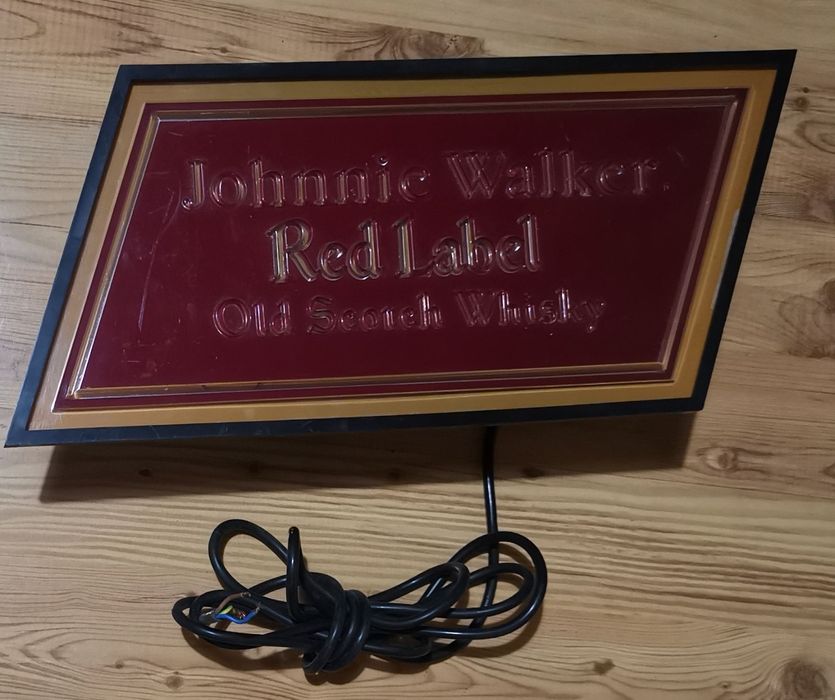 Johnnie Walker.
Red Label
Old Scotch Whisky